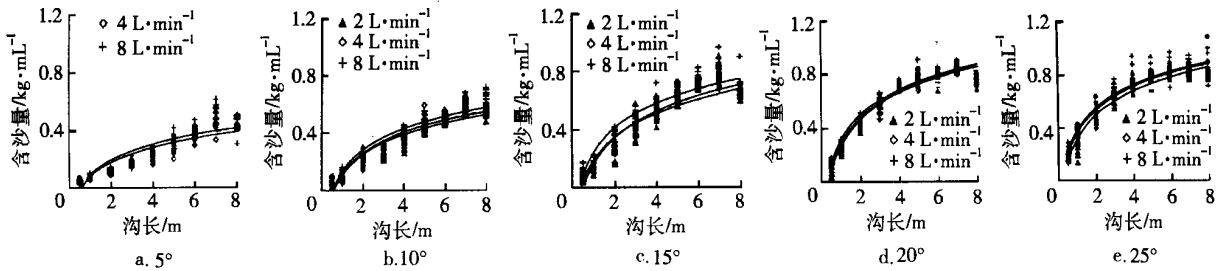 1.2
0.8
0.4
0 2 4 6 8
含沙量/kg·mL⁻¹
◇ 4 L·min⁻¹
+ 8 L·min⁻¹
沟长/m
a. 5°
1.2
0.8
0.4
0 2 4 6 8
含沙量/kg·mL⁻¹
▲ 2 L·min⁻¹
◇ 4 L·min⁻¹
+ 8 L·min⁻¹
沟长/m
b.10°
1.2
0.8
0.4
0 2 4 6 8
含沙量/kg·mL⁻¹
▲ 2 L·min⁻¹
◇ 4 L·min⁻¹
+ 8 L·min⁻¹
沟长/m
c. 15°
1.2
0.8
0.4
0 2 4 6 8
含沙量/kg·mL⁻¹
▲ 2 L·min⁻¹
◇ 4 L·min⁻¹
+ 8 L·min⁻¹
沟长/m
d. 20°
1.2
0.8
0.4
0 2 4 6 8
含沙量/kg·mL⁻¹
▲ 2 L·min⁻¹
◇ 4 L·min⁻¹
+ 8 L·min⁻¹
沟长/m
e. 25°